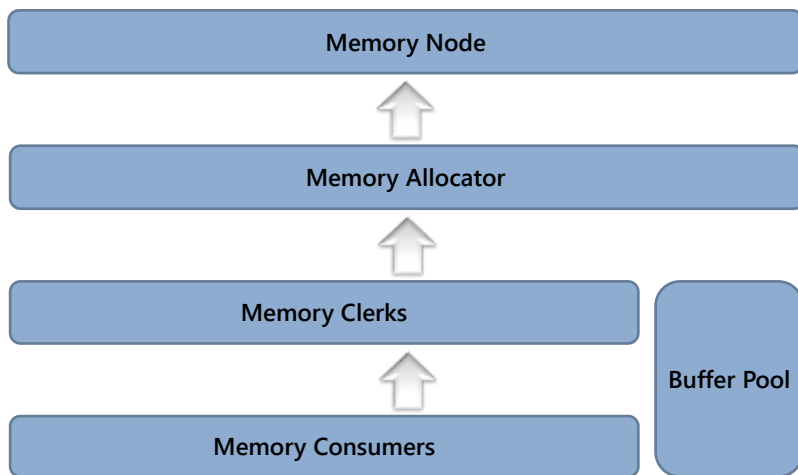 Memory Node
Memory Allocator
Memory Clerks
Buffer Pool
Memory Consumers